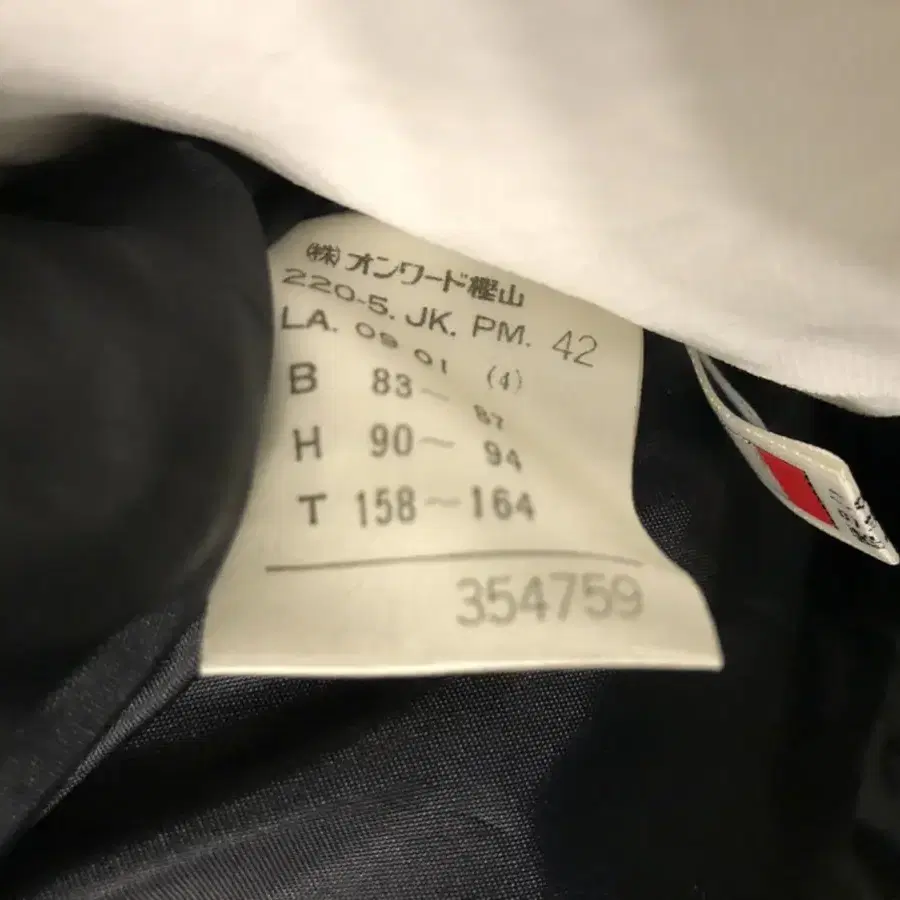 ㈱オンワード樫山
220-5. JK. PM. 42
LA. 09 01 (4)
B 83〜87
H 90〜94
T 158〜164
354759